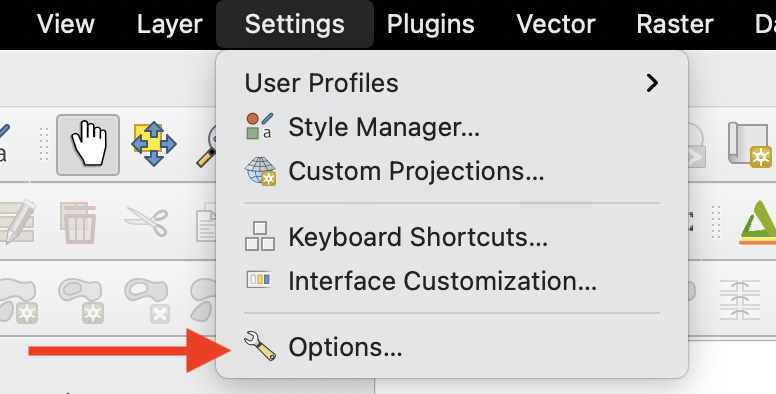 View Layer Settings Plugins Vector Raster Da
User Profiles
a Style Manager...
Custom Projections...
Keyboard Shortcuts...
Interface Customization...
Options...
a